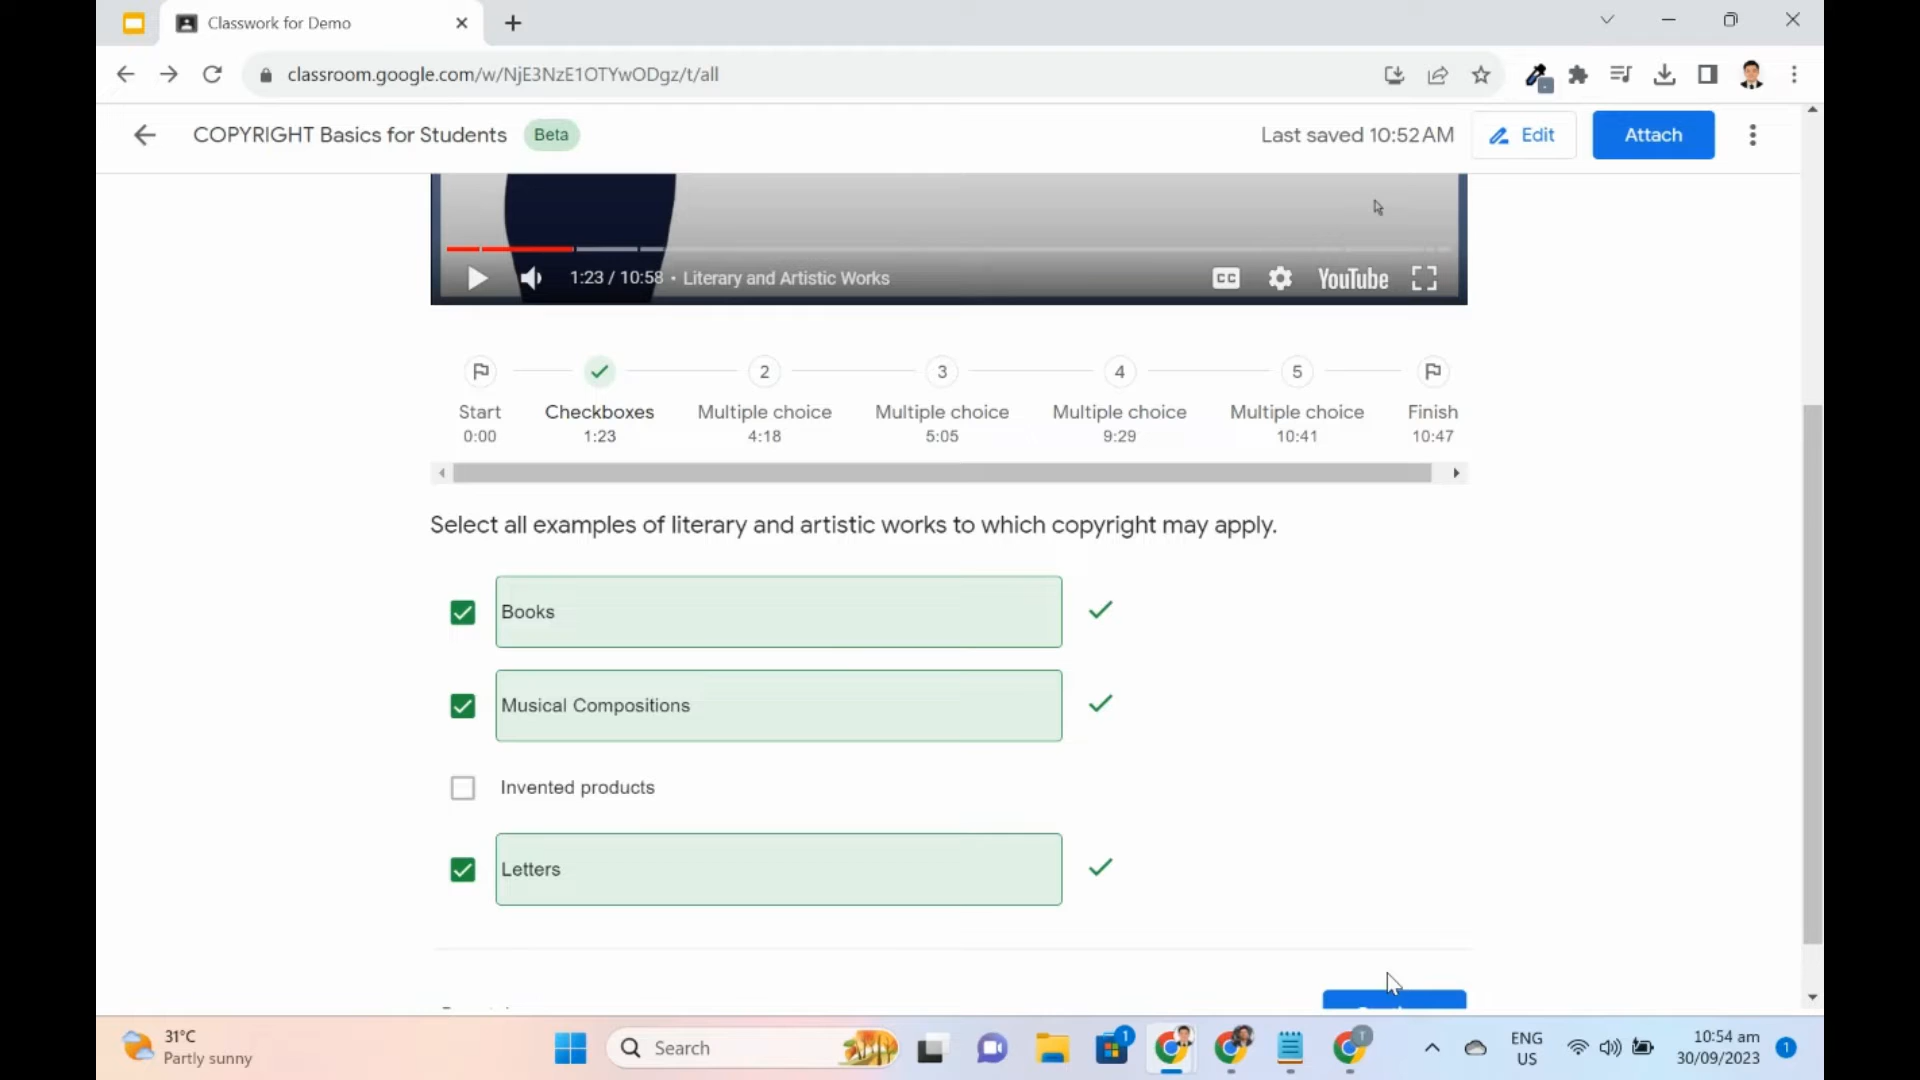 Classwork for Demo
classroom.google.com/w/NjE3NzE1OTYwODgz/t/all
COPYRIGHT Basics for Students Beta Last saved 10:52 AM Edit Attach
1:23 / 10:58 • Literary and Artistic Works CC YouTube
2 3 4 5
Start Checkboxes Multiple choice Multiple choice Multiple choice Multiple choice Finish
0:00 1:23 4:18 5:05 9:29 10:41 10:47
Select all examples of literary and artistic works to which copyright may apply.
Books
Musical Compositions
Invented products
Letters
31°C
Partly sunny
Search
1
T
ENG
US
10:54 am
30/09/2023
1